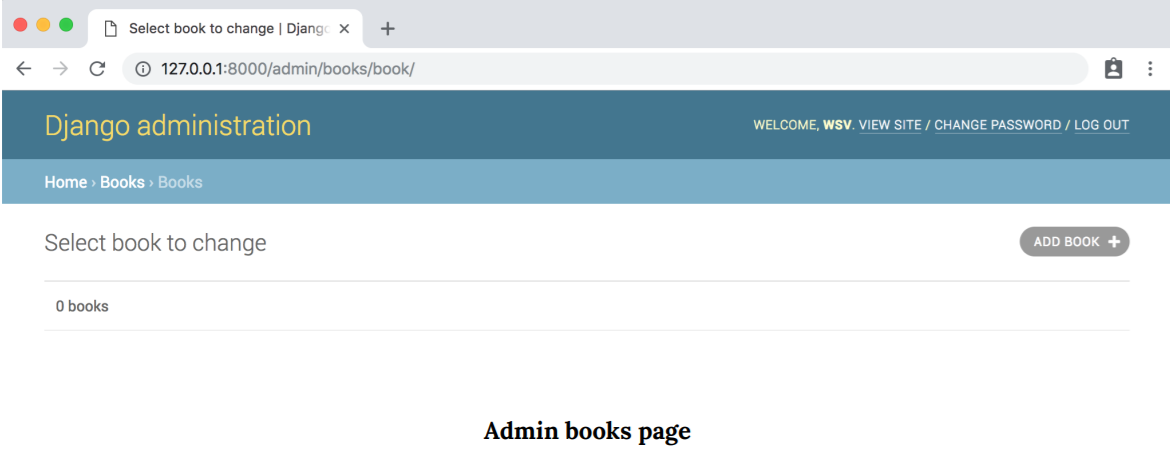 Select book to change | Djang
127.0.0.1:8000/admin/books/book/
Django administration
WELCOME, WSV. VIEW SITE / CHANGE PASSWORD / LOG OUT
Home › Books › Books
Select book to change
ADD BOOK +
0 books
Admin books page